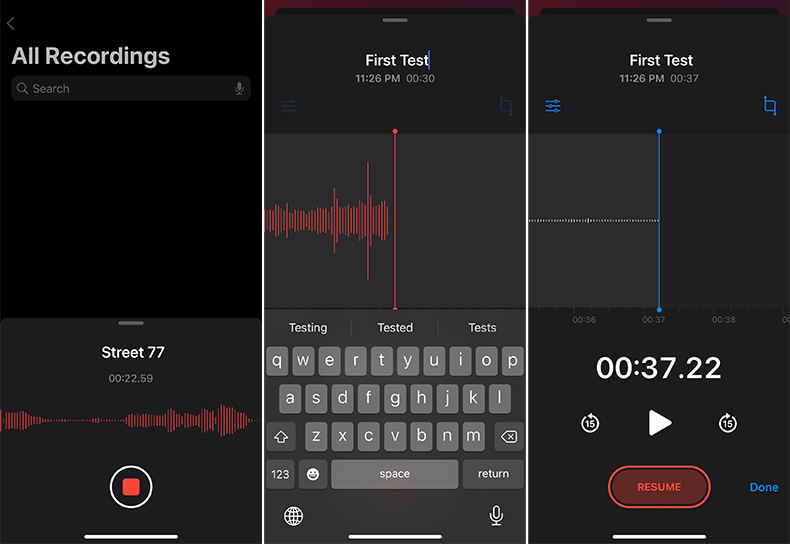 All Recordings
Search
Street 77
00:22.59
First Test
11:26 PM 00:30
Testing Tested Tests
q w e r t y u i o p
a s d f g h j k l
z x c v b n m
123 space return
First Test
11:26 PM 00:37
00:36 00:37 00:38
00:37.22
15 15
RESUME
Done